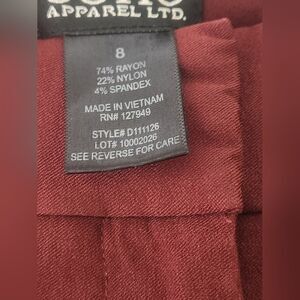 APPAREL LTD.
8
74% RAYON
22% NYLON
4% SPANDEX
MADE IN VIETNAM
RN# 127949
STYLE# D111126
LOT# 10002026
SEE REVERSE FOR CARE